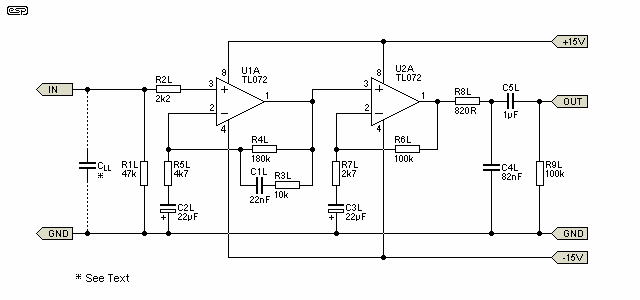 esp
+15V
U1A
TL072
U2A
TL072
8
8
IN
R2L
2k2
3
2
1
4
3
2
1
4
R8L
820R
C5L
1µF
OUT
CLL
*
R1L
47k
R5L
4k7
R4L
180k
C1L
22nF
R3L
10k
R7L
2k7
R6L
100k
C4L
82nF
R9L
100k
C2L
22µF
C3L
22µF
+
+
GND
GND
-15V
* See Text